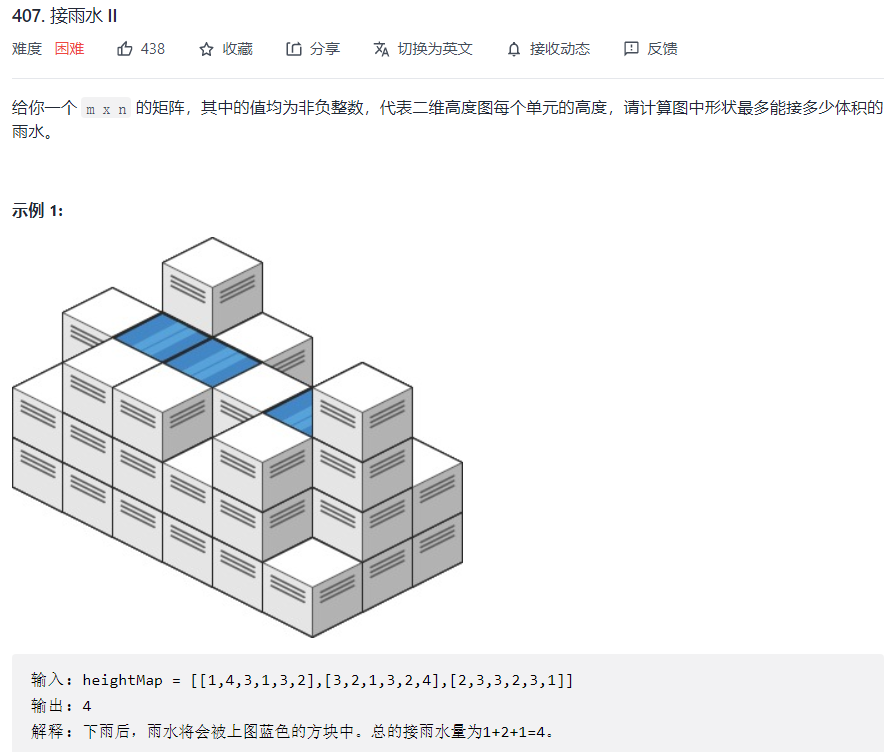 407. 接雨水 II
难度 困难 438 收藏 分享 切换为英文 接收动态 反馈
给你一个 m x n 的矩阵，其中的值均为非负整数，代表二维高度图每个单元的高度，请计算图中形状最多能接多少体积的
雨水。
示例 1:
输入: heightMap = [[1,4,3,1,3,2],[3,2,1,3,2,4],[2,3,3,2,3,1]]
输出: 4
解释: 下雨后，雨水将会被上图蓝色的方块中。总的接雨水量为1+2+1=4。